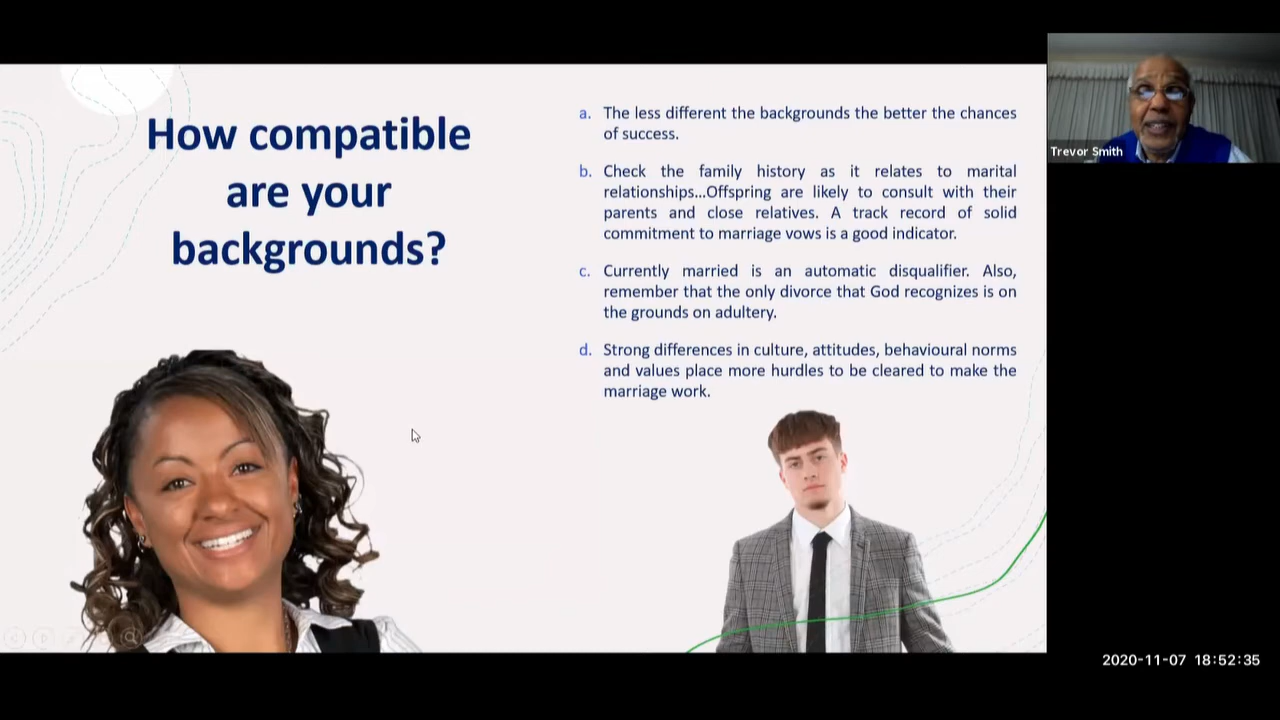 How compatible
are your
backgrounds?
a. The less different the backgrounds the better the chances
of success.
b. Check the family history as it relates to marital
relationships...Offspring are likely to consult with their
parents and close relatives. A track record of solid
commitment to marriage vows is a good indicator.
c. Currently married is an automatic disqualifier. Also,
remember that the only divorce that God recognizes is on
the grounds on adultery.
d. Strong differences in culture, attitudes, behavioural norms
and values place more hurdles to be cleared to make the
marriage work.
Trevor Smith
2020-11-07 18:52:35